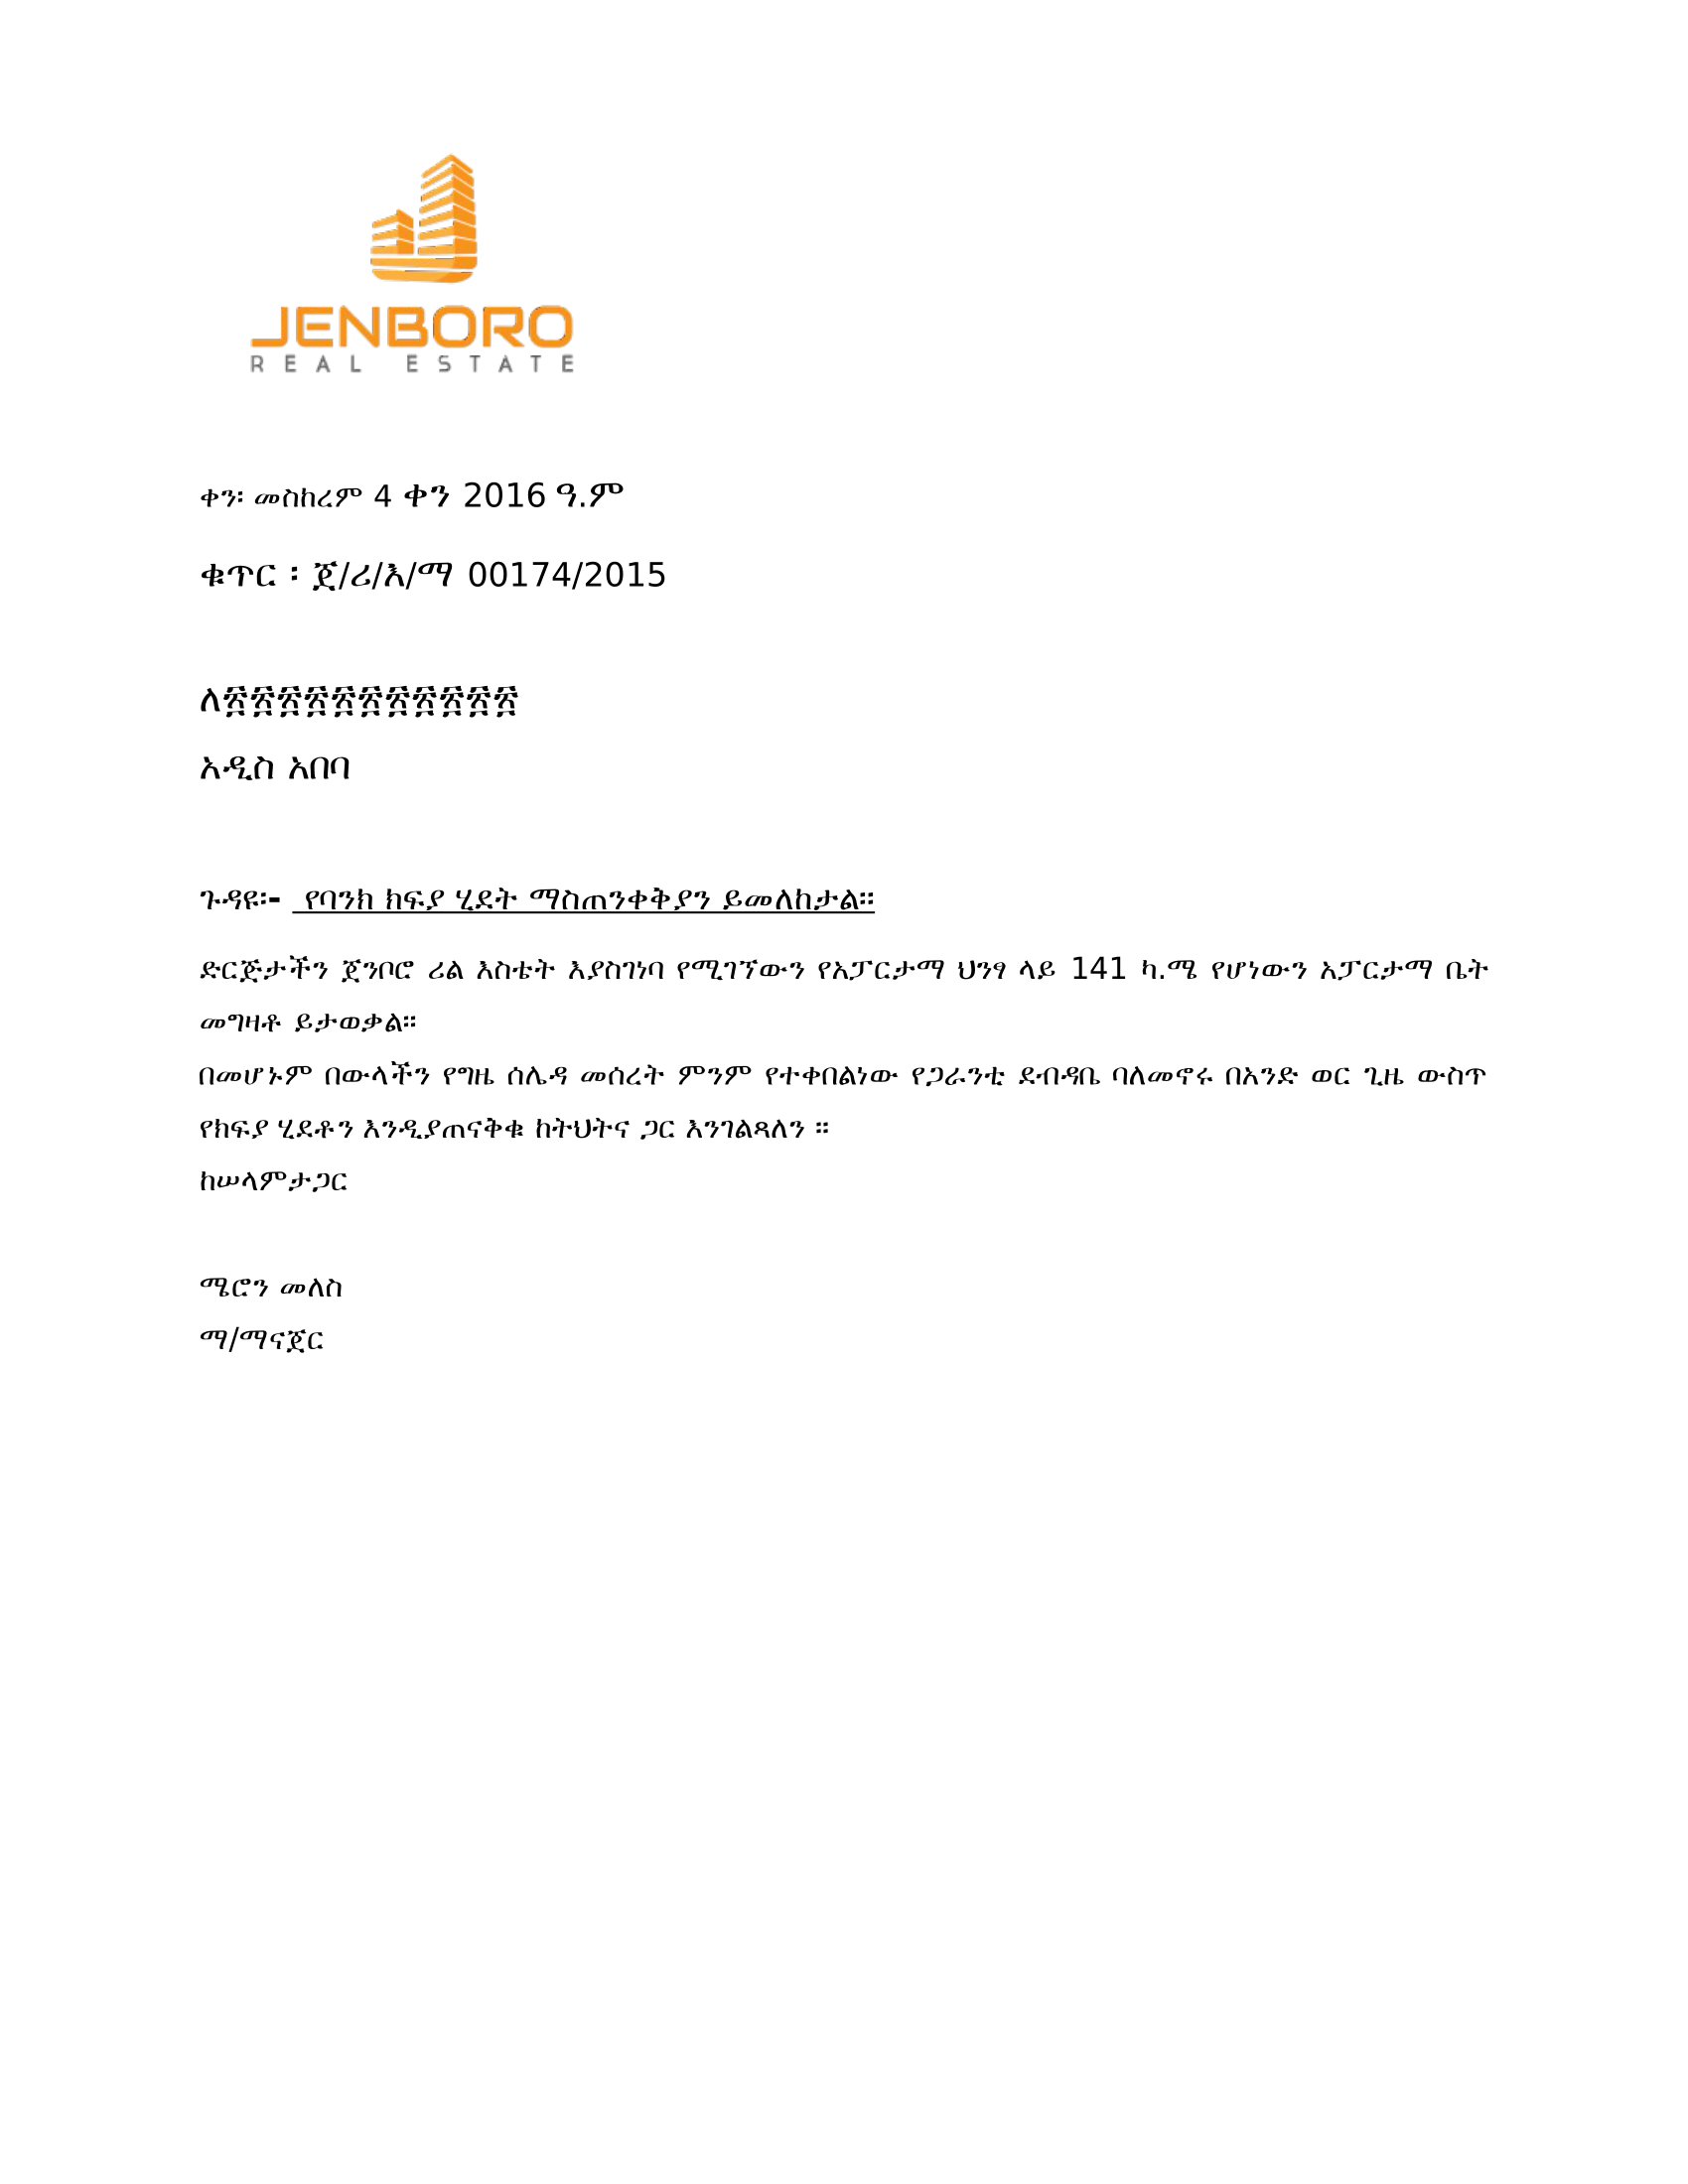 JENBORO
REAL ESTATE
ቀን፡ መስከረም 4 ቀን 2016 ዓ.ም
ቁጥር ፡ ጀ/ሪ/እ/ማ 00174/2015
ለ፼፼፼፼፼፼፼፼፼፼፼
አዲስ አበባ
ጉዳዩ፡- የባንክ ክፍያ ሂደት ማስጠንቀቅያን ይመለከታል።
ድርጅታችን ጀንቦሮ ሪል እስቴት እያስገነባ የሚገኘውን የአፓርታማ ህንፃ ላይ 141 ካ.ሜ የሆነውን አፓርታማ ቤት
መግዛቶ ይታወቃል።
በመሆኑም በውላችን የግዜ ሰሌዳ መሰረት ምንም የተቀበልነው የጋራንቲ ደብዳቤ ባለመኖሩ በአንድ ወር ጊዜ ውስጥ
የክፍያ ሂደቶን እንዲያጠናቅቁ ከትህትና ጋር እንገልጻለን ።
ከሠላምታጋር
ሜሮን መለስ
ማ/ማናጀር